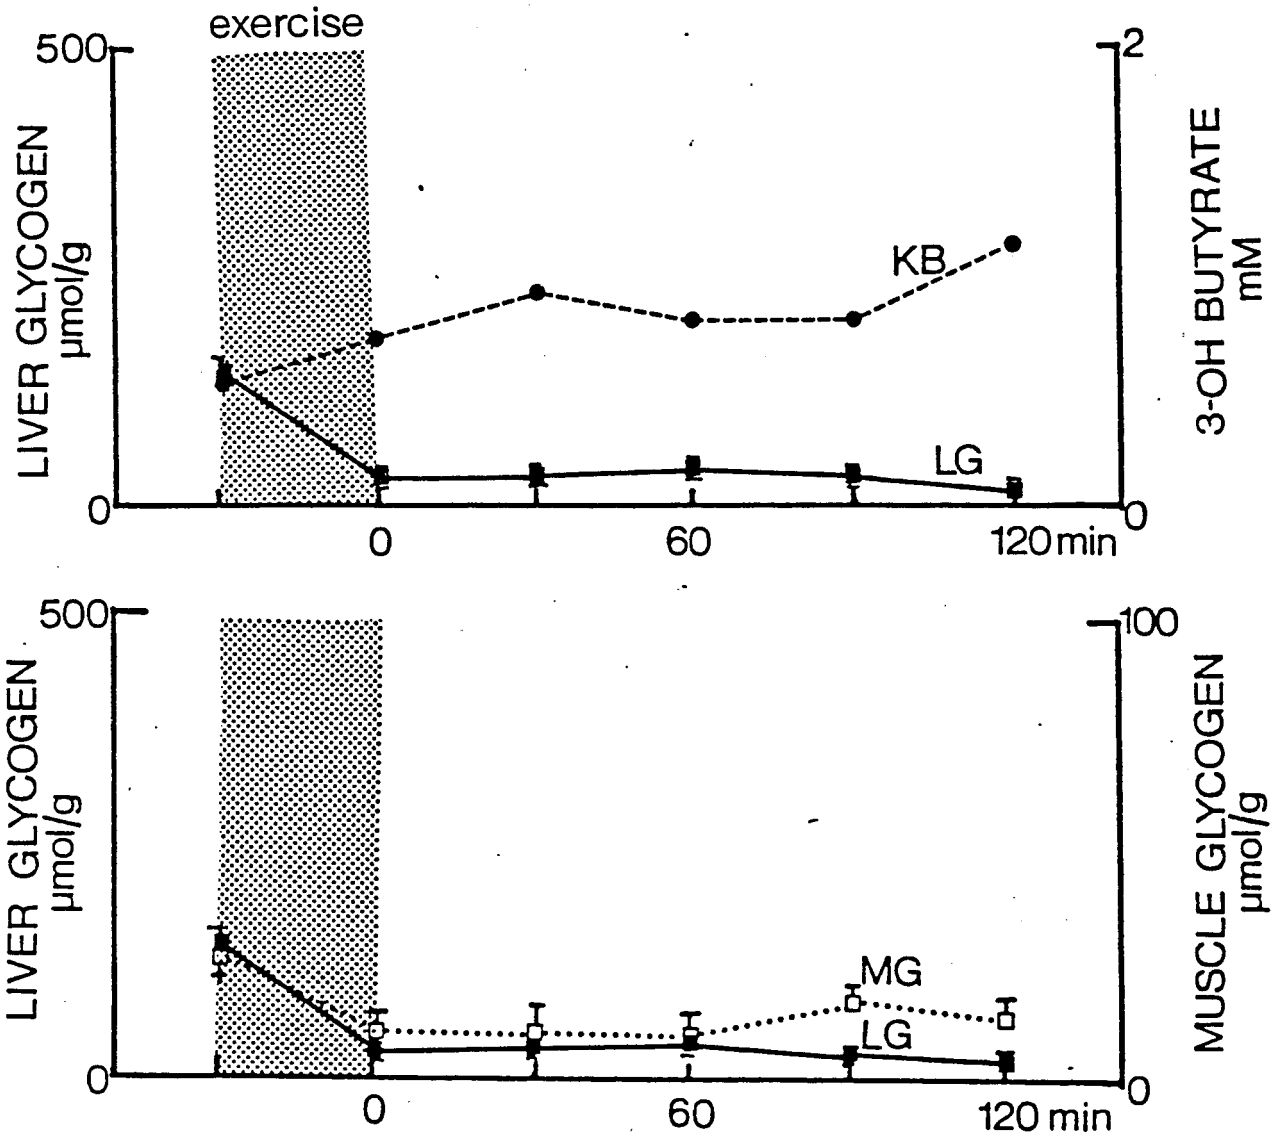 exercise
500
2
LIVER GLYCOGEN
µmol/g
3-OH BUTYRATE
mM
KB
LG
0
0
0
60
120 min
500
100
LIVER GLYCOGEN
µmol/g
MUSCLE GLYCOGEN
µmol/g
MG
LG
0
0
0
60
120 min